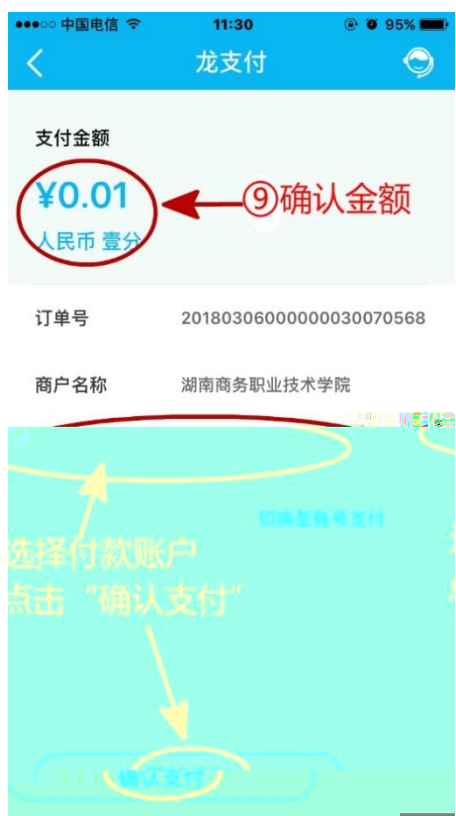 中国电信 11:30 95%
龙支付
支付金额
¥0.01
⑨确认金额
人民币 壹分
订单号 20180306000000030070568
商户名称 湖南商务职业技术学院
切换至账号支付
选择付款账户
点击“确认支付”
确认支付